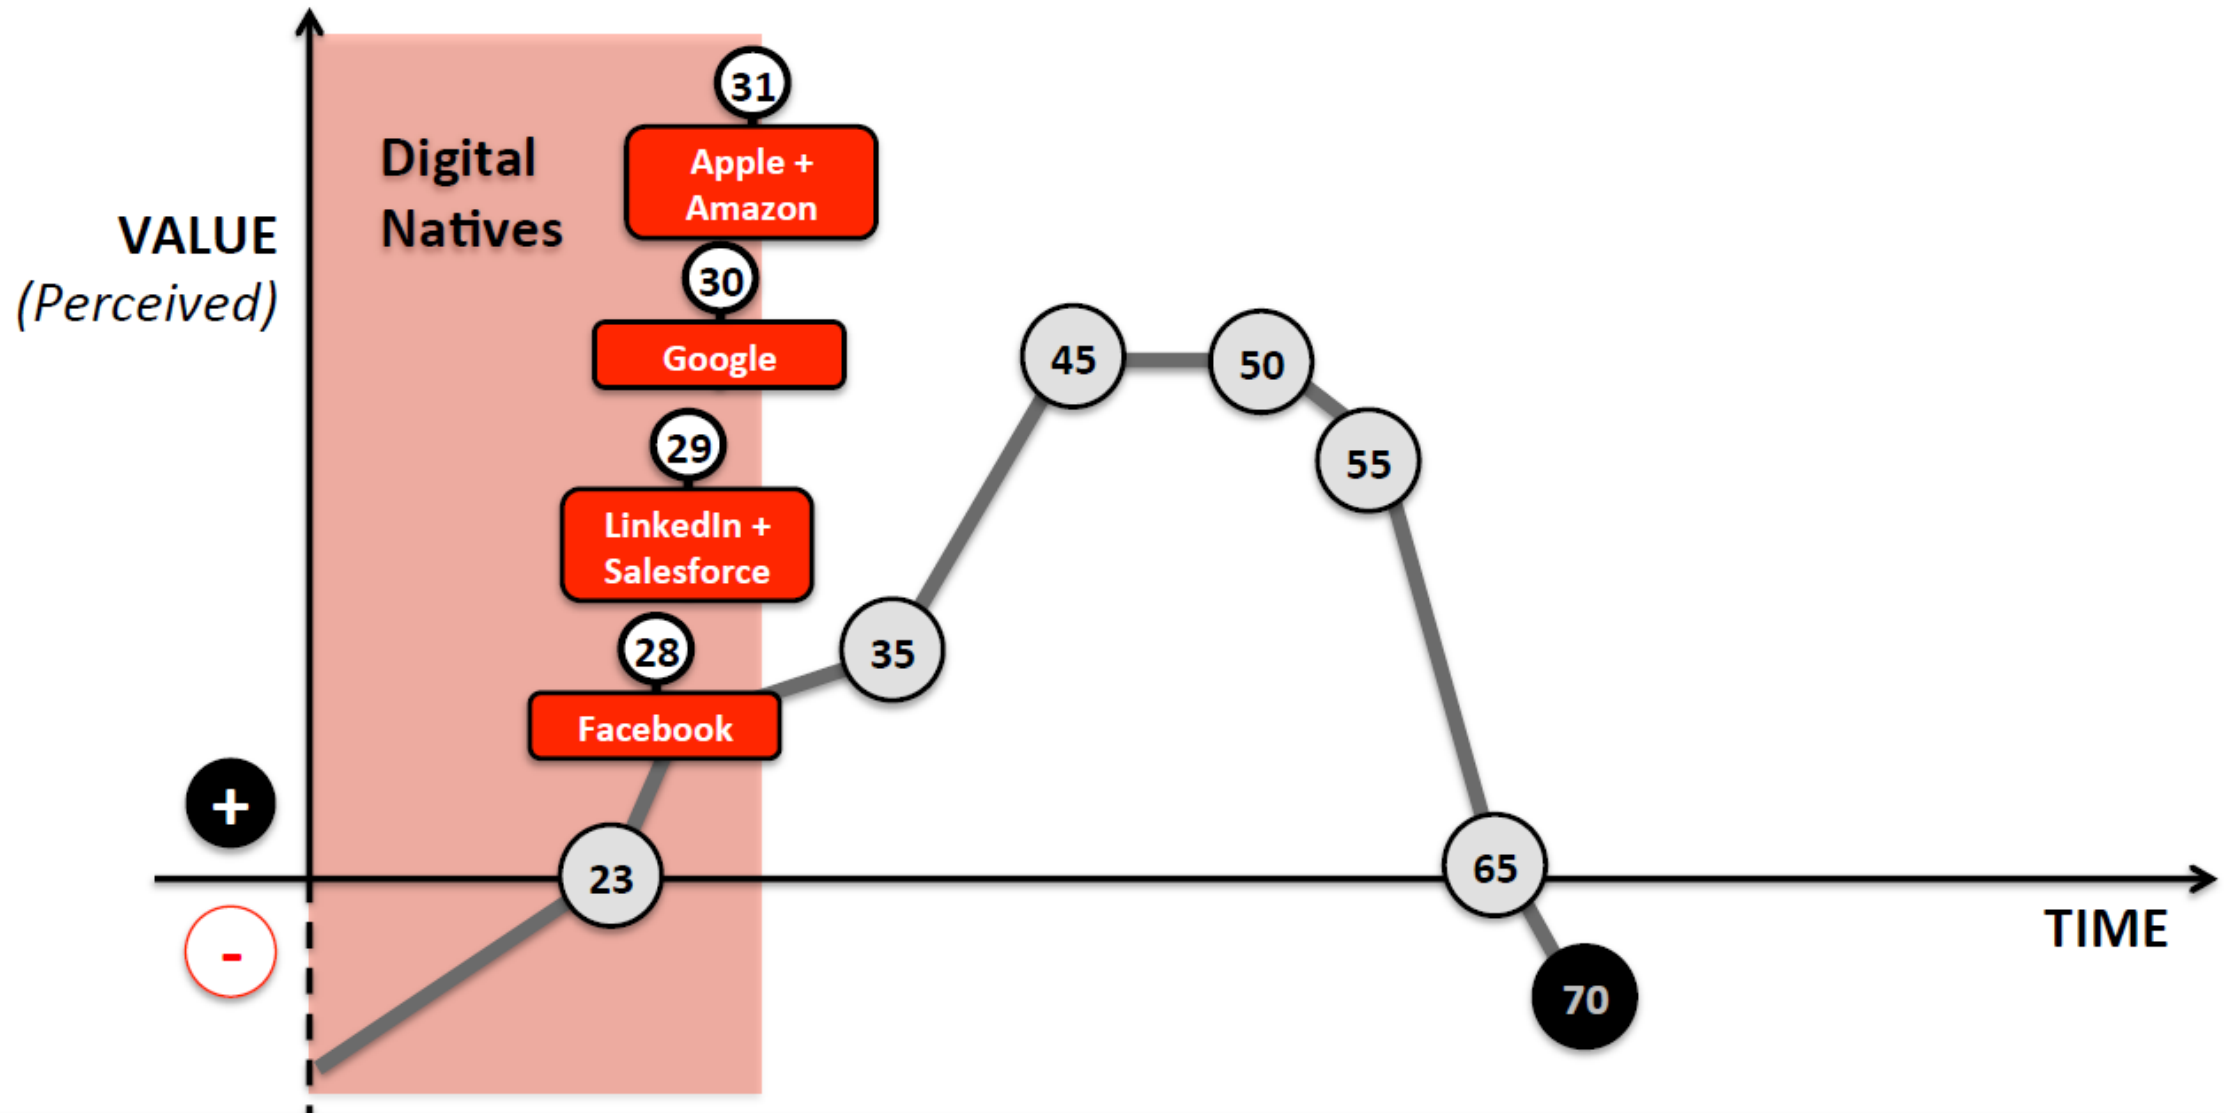 31
Apple +
Amazon
Digital
Natives
VALUE
(Perceived)
30
Google
45
50
29
55
LinkedIn +
Salesforce
28
35
Facebook
+
23
65
TIME
-
70